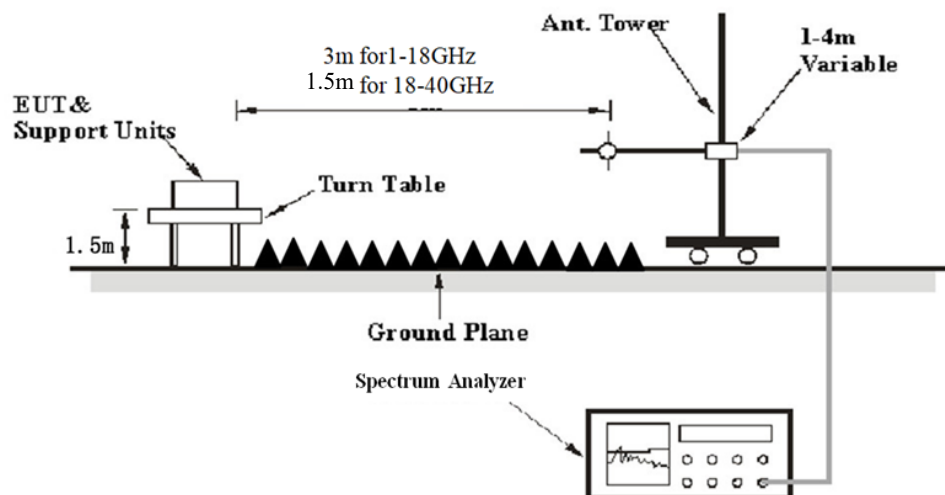 Ant. Tower
1-4m
Variable
3m for1-18GHz
1.5m for 18-40GHz
EUT &
Support Units
Turn Table
1.5m
Ground Plane
Spectrum Analyzer